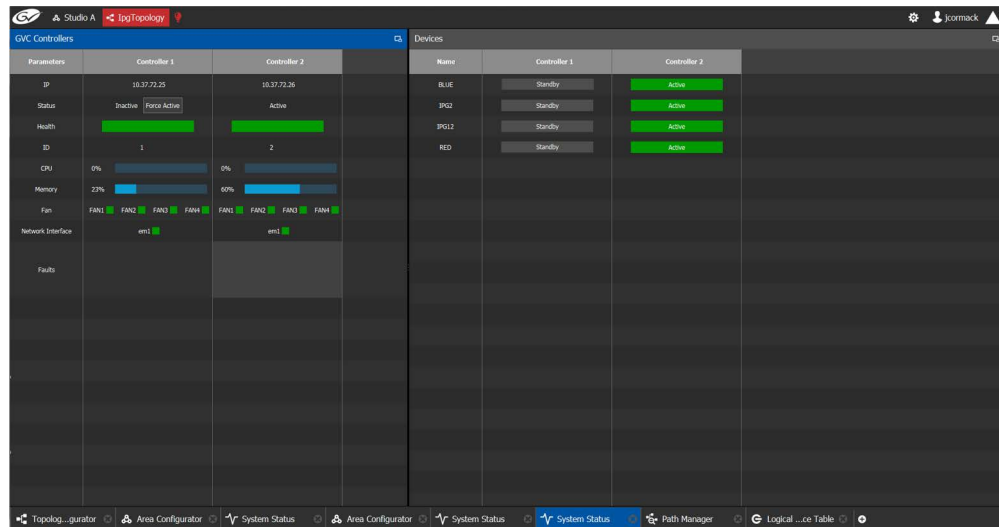 GV Studio A IpgTopology jcormack
GVC Controllers
Parameters Controller 1 Controller 2
IP 10.37.72.25 10.37.72.26
Status Inactive Force Active Active
Health
ID 1 2
CPU 0% 0%
Memory 23% 60%
Fan FAN1 FAN2 FAN3 FAN4 FAN1 FAN2 FAN3 FAN4
Network Interface em1 em1
Faults
Devices
Name Controller 1 Controller 2
BLUE Standby Active
IPG2 Standby Active
IPG12 Standby Active
RED Standby Active
Topolog...gurator Area Configurator System Status Area Configurator System Status System Status Path Manager Logical ...ce Table